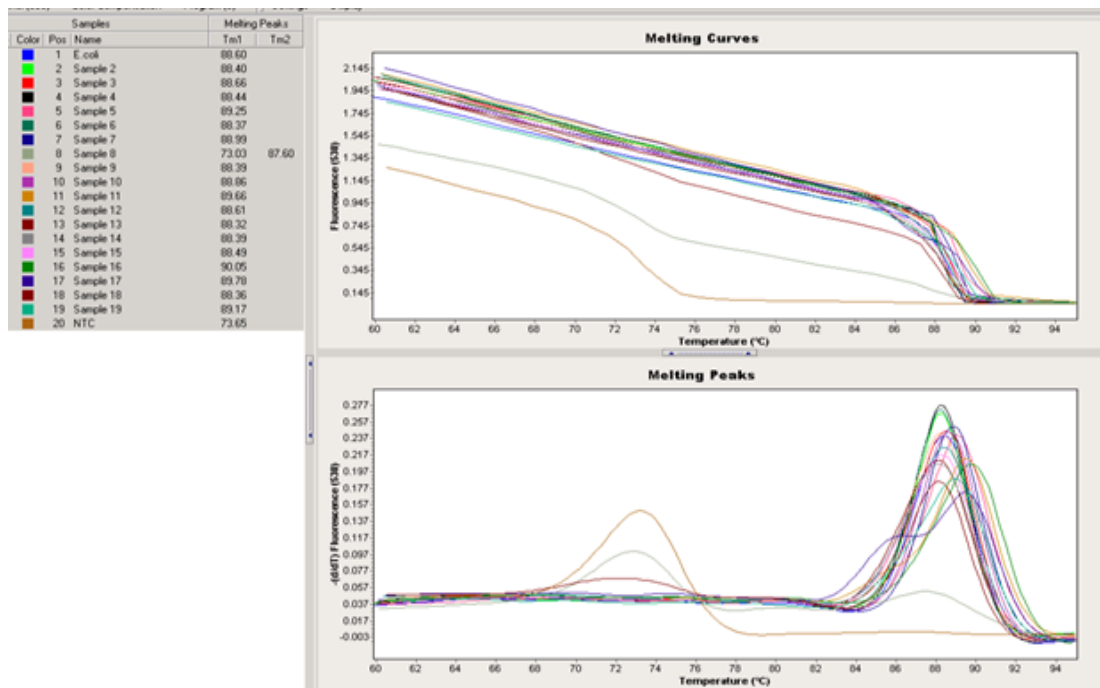 Samples Melting Peaks
Color Pos Name Tm1 Tm2
1 E.coli 88.60
2 Sample 2 88.40
3 Sample 3 88.66
4 Sample 4 88.44
5 Sample 5 89.25
6 Sample 6 88.37
7 Sample 7 88.99
8 Sample 8 73.03 87.60
9 Sample 9 88.39
10 Sample 10 88.86
11 Sample 11 89.66
12 Sample 12 88.61
13 Sample 13 88.32
14 Sample 14 88.39
15 Sample 15 88.49
16 Sample 16 90.05
17 Sample 17 89.78
18 Sample 18 88.36
19 Sample 19 89.17
20 NTC 73.65
Melting Curves
Fluorescence (538)
2.145
1.945
1.745
1.545
1.345
1.145
0.945
0.745
0.545
0.345
0.145
60 62 64 66 68 70 72 74 76 78 80 82 84 86 88 90 92 94
Temperature (°C)
Melting Peaks
-(d/dT) Fluorescence (538)
0.277
0.257
0.237
0.217
0.197
0.177
0.157
0.137
0.117
0.097
0.077
0.057
0.037
0.017
-0.003
60 62 64 66 68 70 72 74 76 78 80 82 84 86 88 90 92 94
Temperature (°C)